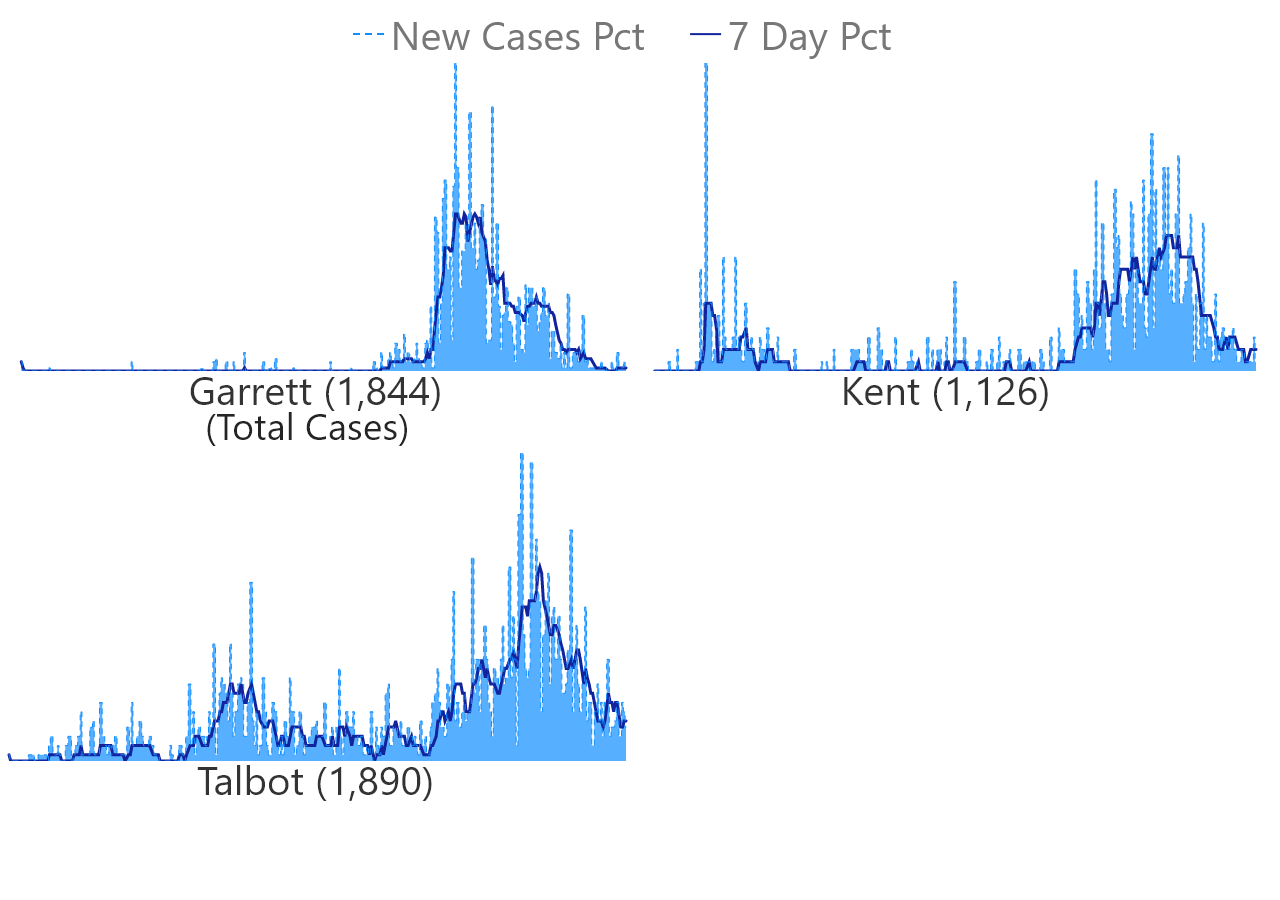 New Cases Pct 7 Day Pct
Garrett (1,844)
(Total Cases)
Kent (1,126)
Talbot (1,890)